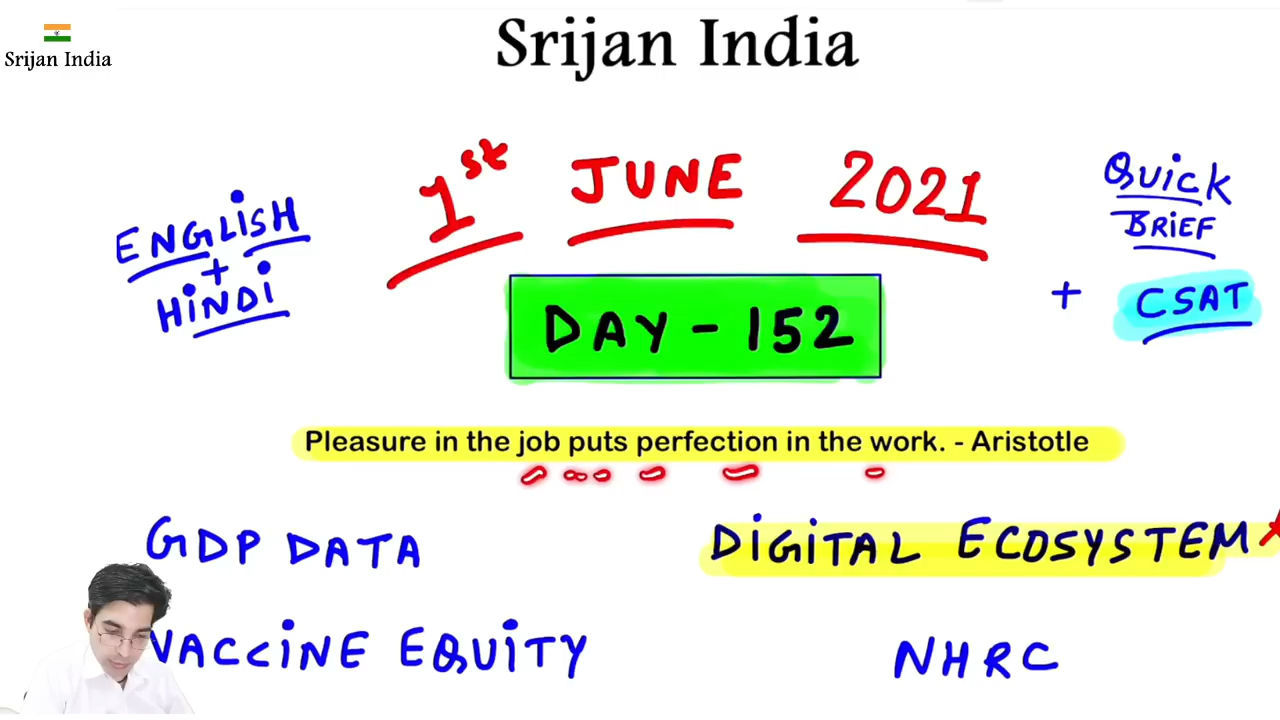 Srijan India
Srijan India
1st JUNE 2021
ENGLISH
+
HINDI
QUICK
BRIEF
+ CSAT
DAY - 152
Pleasure in the job puts perfection in the work. - Aristotle
GDP DATA
DIGITAL ECOSYSTEM
VACCINE EQUITY
NHRC